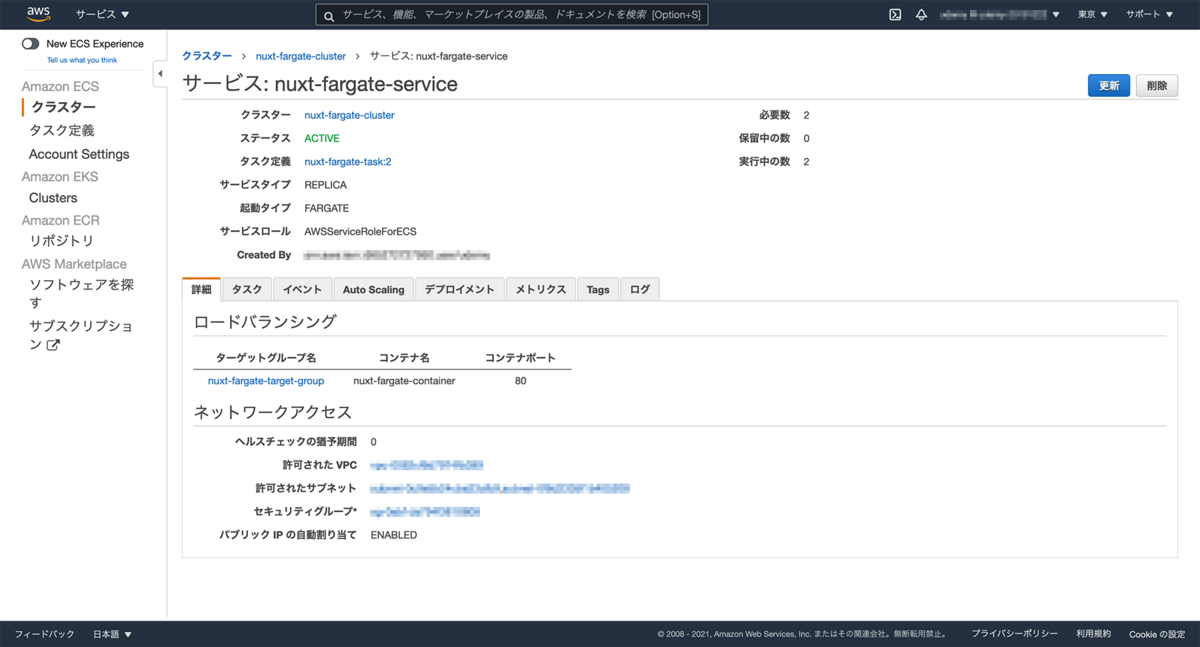 aws サービス ▼ サービス、機能、マーケットプレイスの製品、ドキュメントを検索 [Option+S] ▼ 東京 ▼ サポート ▼
New ECS Experience
Tell us what you think
Amazon ECS
クラスター
タスク定義
Account Settings
Amazon EKS
Clusters
Amazon ECR
リポジトリ
AWS Marketplace
ソフトウェアを探
す
サブスクリプショ
ン
クラスター > nuxt-fargate-cluster > サービス: nuxt-fargate-service
サービス: nuxt-fargate-service
更新 削除
クラスター nuxt-fargate-cluster 必要数 2
ステータス ACTIVE 保留中の数 0
タスク定義 nuxt-fargate-task:2 実行中の数 2
サービスタイプ REPLICA
起動タイプ FARGATE
サービスロール AWSServiceRoleForECS
Created By
詳細 タスク イベント Auto Scaling デプロイメント メトリクス Tags ログ
ロードバランシング
ターゲットグループ名 コンテナ名 コンテナポート
nuxt-fargate-target-group nuxt-fargate-container 80
ネットワークアクセス
ヘルスチェックの猶予期間 0
許可された VPC
許可されたサブネット
セキュリティグループ*
パブリック IP の自動割り当て ENABLED
フィードバック 日本語 ▼ © 2008 - 2021, Amazon Web Services, Inc. またはその関連会社。無断転用禁止。 プライバシーポリシー 利用規約 Cookie の設定